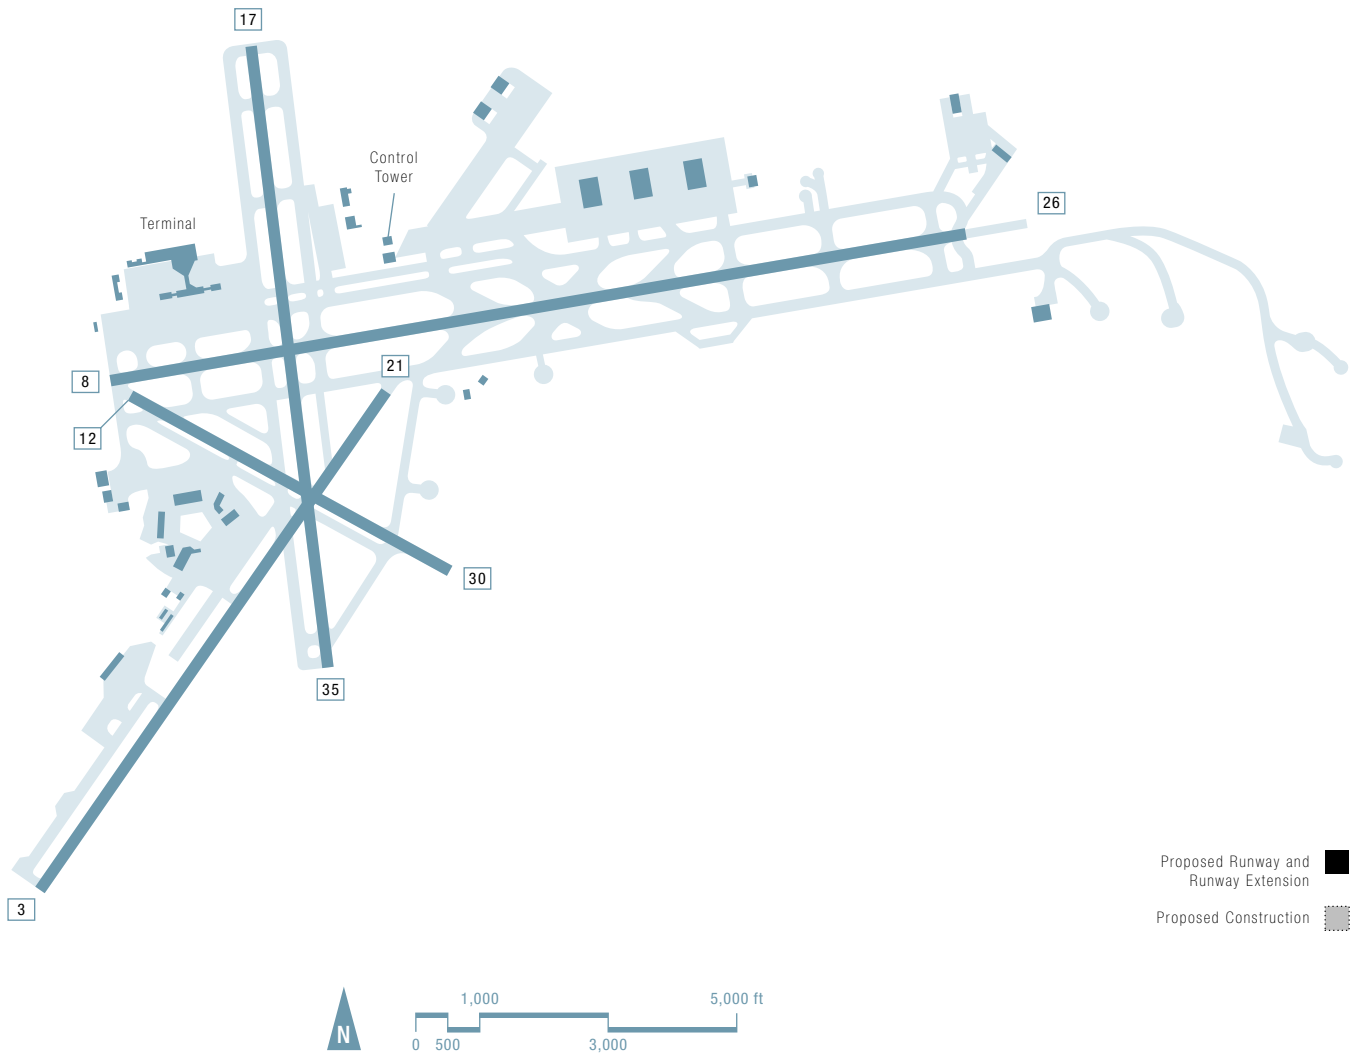 17
Control
Tower
26
Terminal
21
8
12
30
35
3
Proposed Runway and
Runway Extension
Proposed Construction
1,000
5,000 ft
N
0
500
3,000